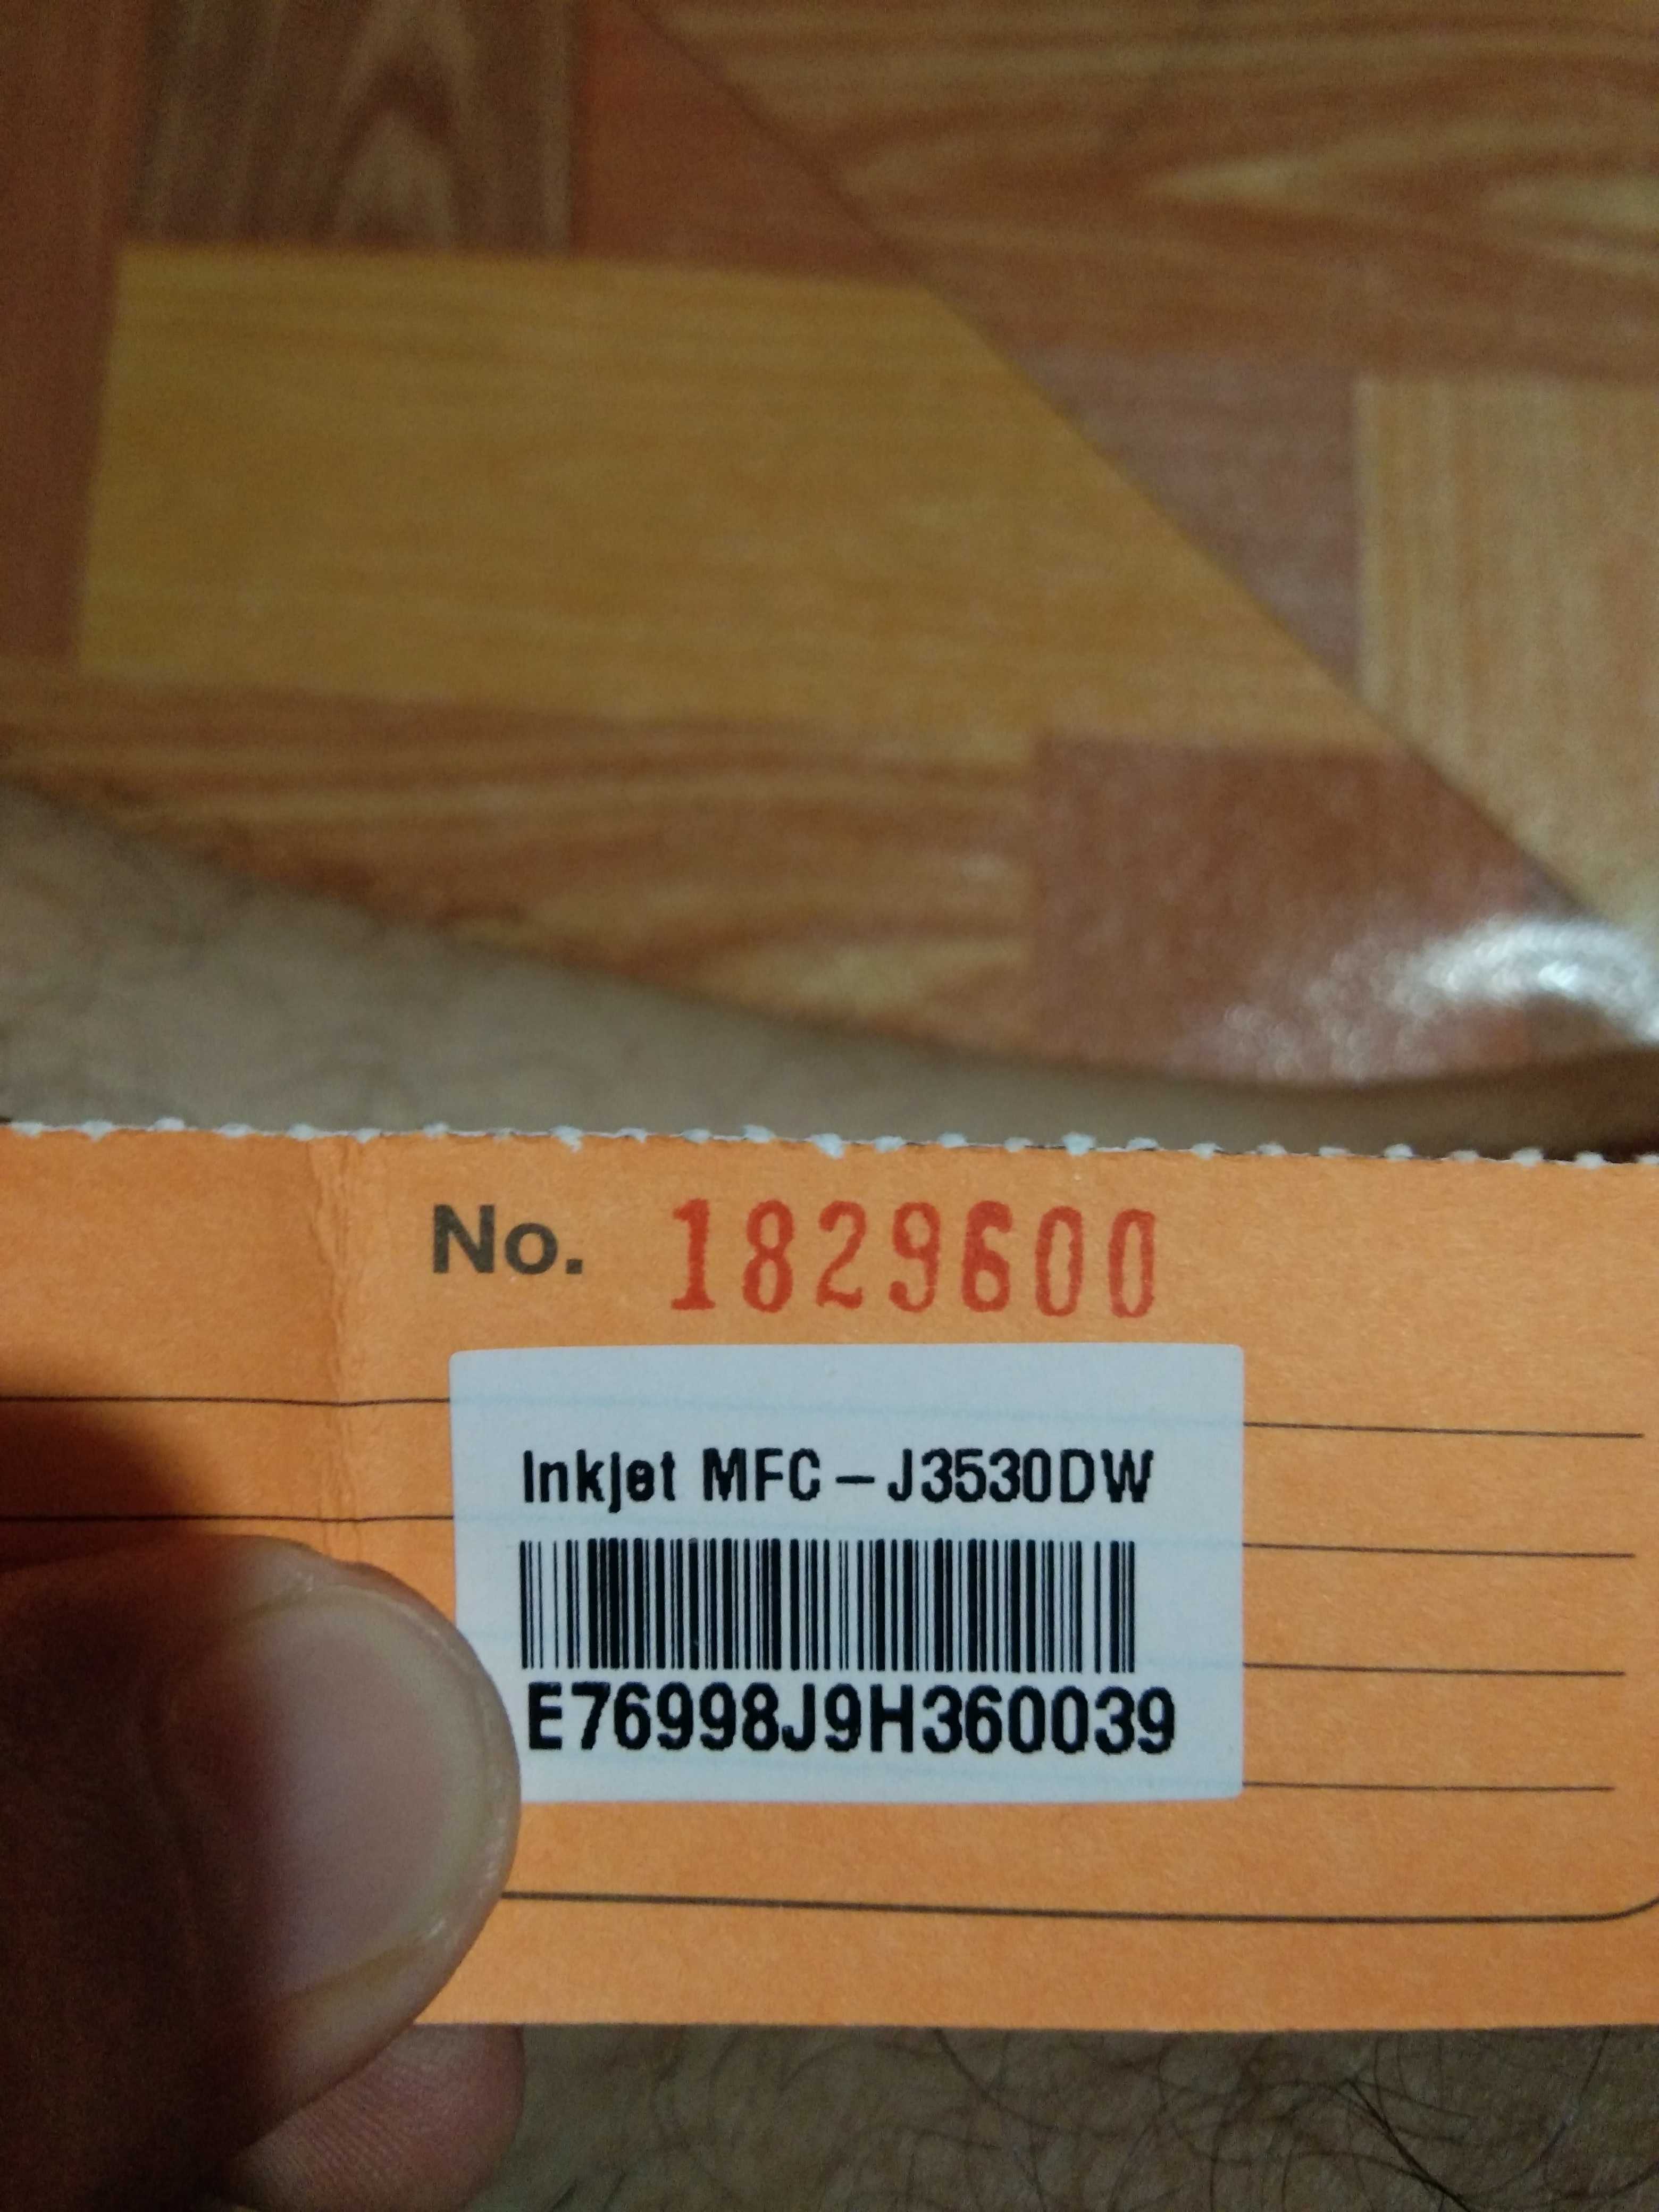 No. 1829600
Inkjet MFC-J3530DW
E76998J9H360039